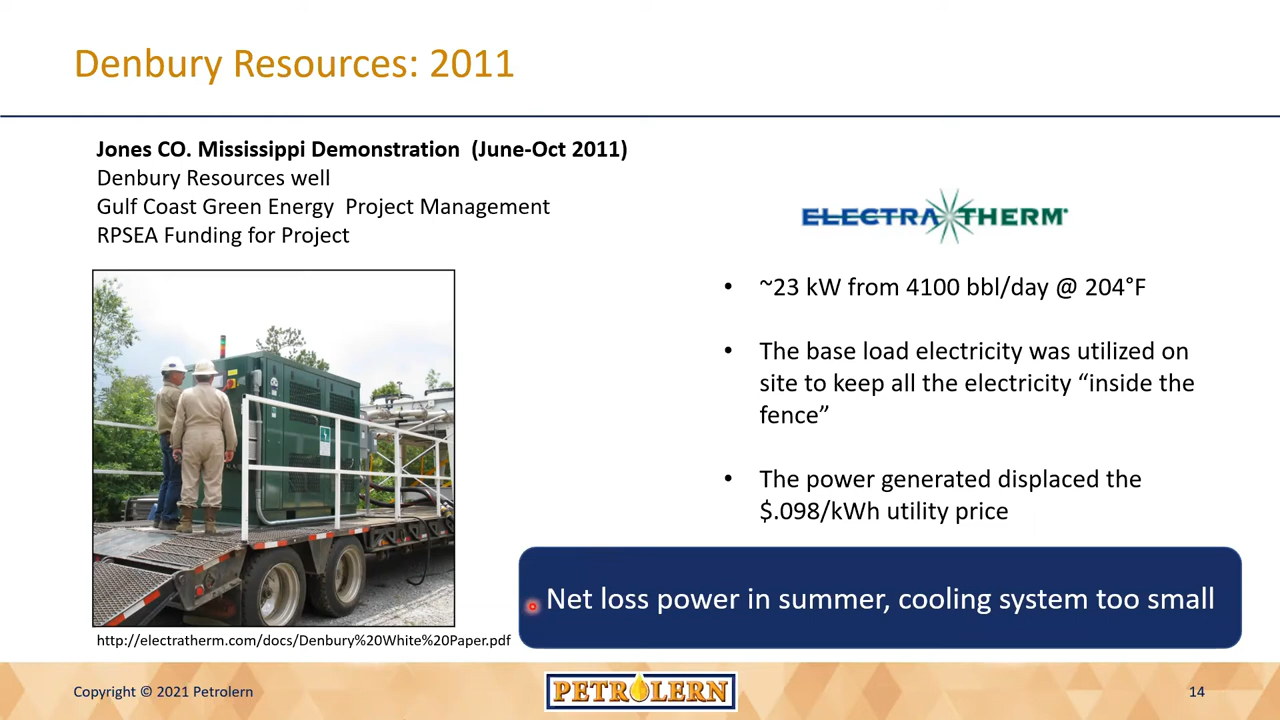 Denbury Resources: 2011
Jones CO. Mississippi Demonstration (June-Oct 2011)
Denbury Resources well
Gulf Coast Green Energy Project Management
RPSEA Funding for Project
ELECTRATHERM
• ~23 kW from 4100 bbl/day @ 204°F
• The base load electricity was utilized on
site to keep all the electricity “inside the
fence”
• The power generated displaced the
$.098/kWh utility price
Net loss power in summer, cooling system too small
http://electratherm.com/docs/Denbury%20White%20Paper.pdf
Copyright © 2021 Petrolern
PETROLERN
14